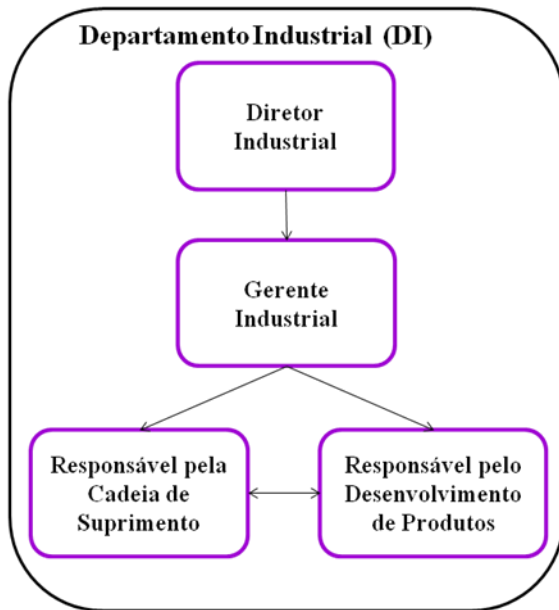 Departamento Industrial (DI)
Diretor
Industrial
Gerente
Industrial
Responsável pela
Cadeia de
Suprimento
Responsável pelo
Desenvolvimento
de Produtos